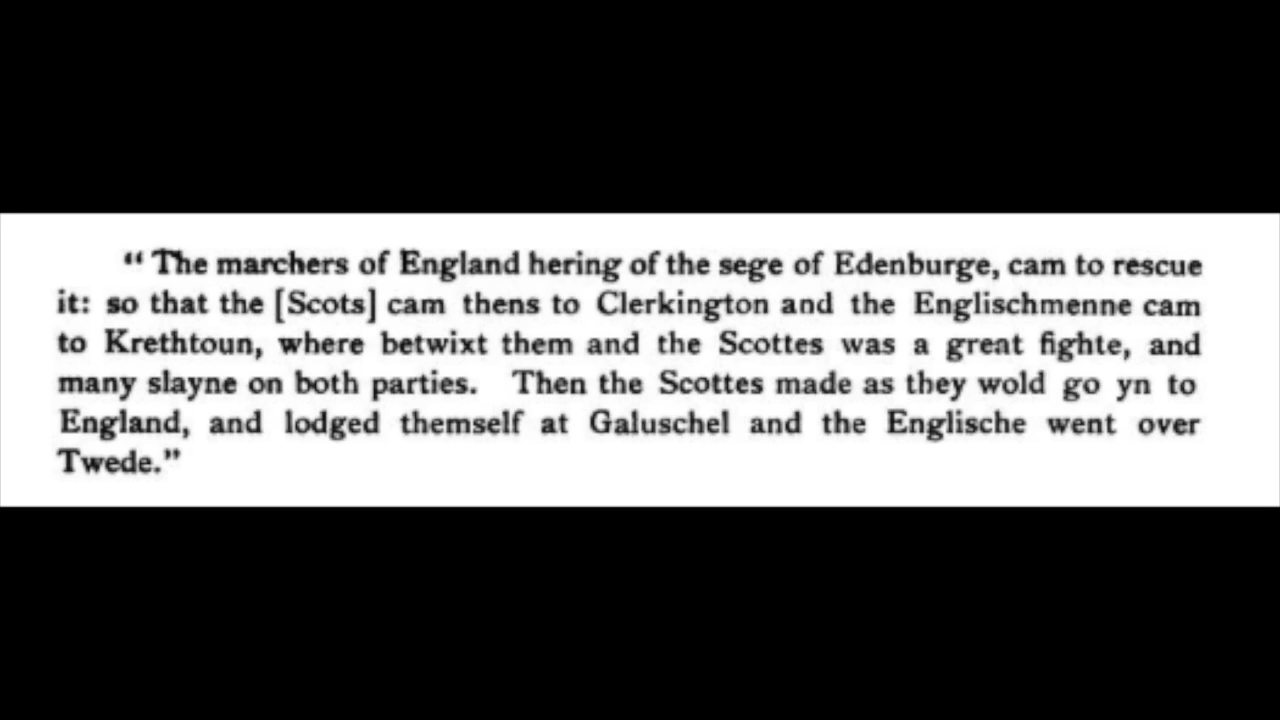 “ The marchers of England hering of the sege of Edenburge, cam to rescue
it: so that the [Scots] cam thens to Clerkington and the Englischmenne cam
to Krethtoun, where betwixt them and the Scottes was a great fighte, and
many slayne on both parties. Then the Scottes made as they wold go yn to
England, and lodged themself at Galuschel and the Englische went over
Twede.”